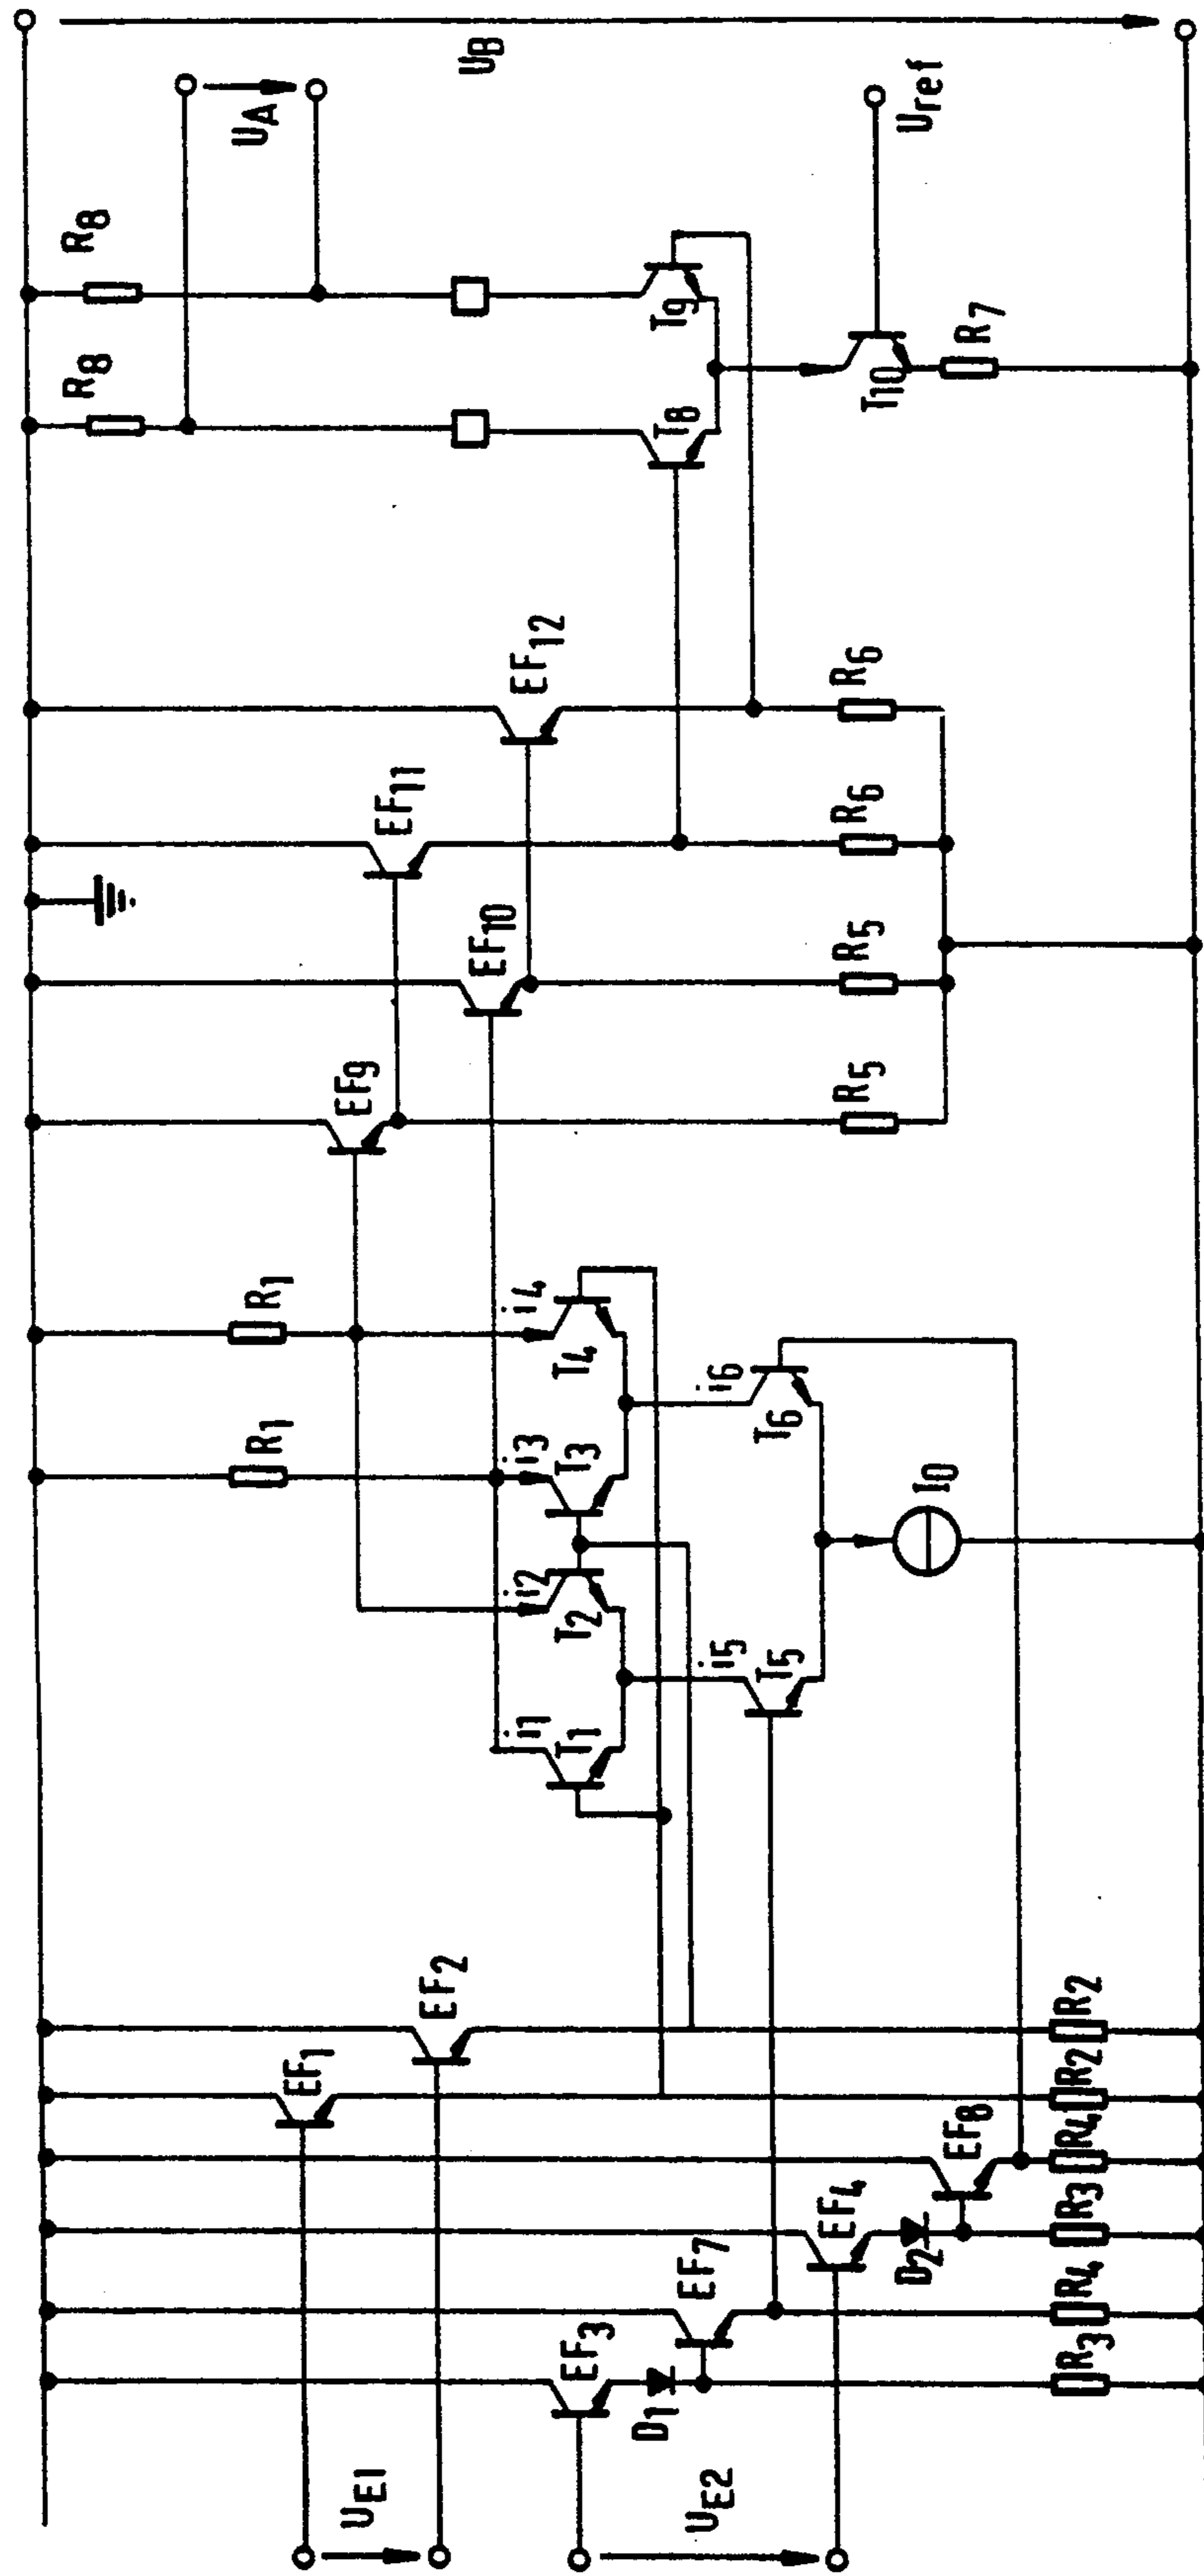 UE1
UE2
EF1
EF2
EF3
D1
EF7
EF4
D2
EF8
R3
R4
R3
R4
R2
R2
R1
R1
i1
i2
i3
i4
T1
T2
T3
T4
i5
i6
T5
T6
I0
EF9
EF10
EF11
EF12
R5
R5
R6
R6
R8
R8
UA
UB
T8
T9
T10
R7
Uref